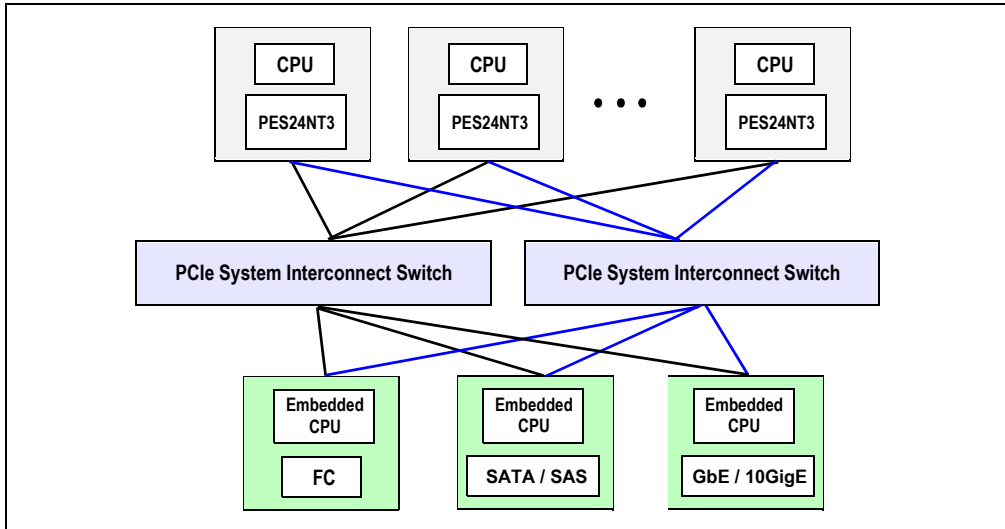 CPU
CPU
CPU
PES24NT3
PES24NT3
PES24NT3
PCIe System Interconnect Switch
PCIe System Interconnect Switch
Embedded
CPU
Embedded
CPU
Embedded
CPU
FC
SATA / SAS
GbE / 10GigE